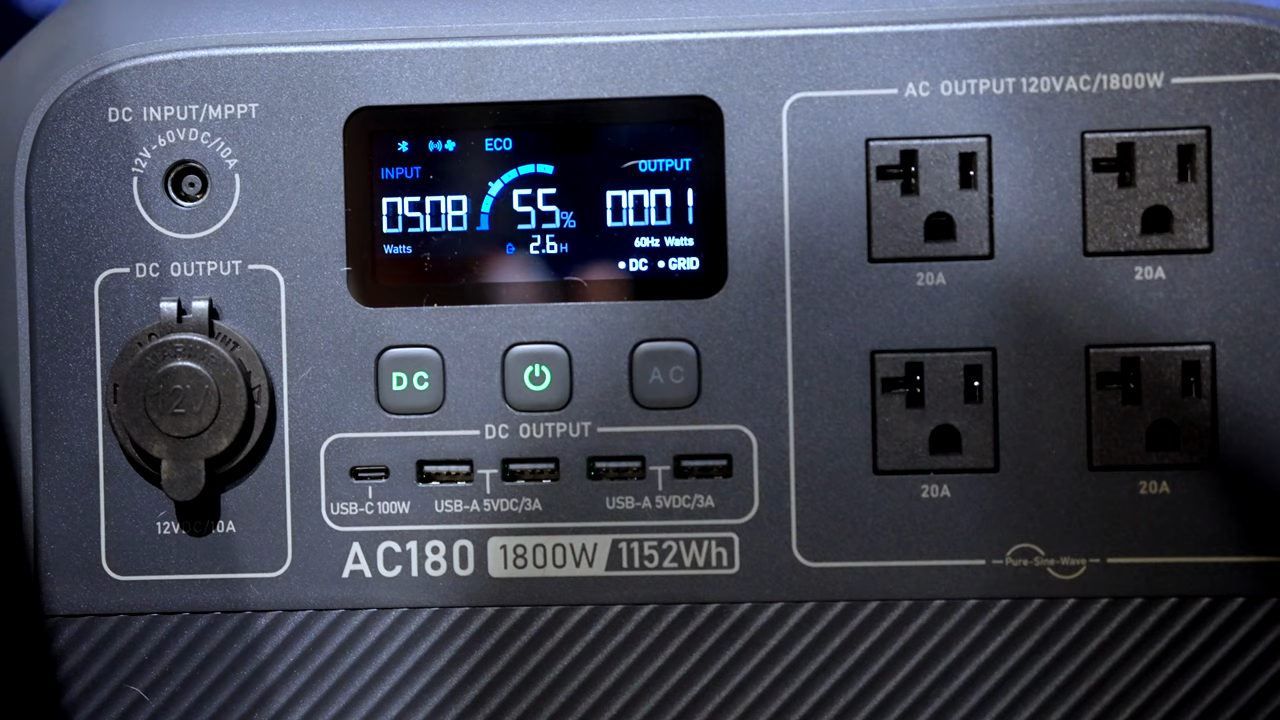 DC INPUT/MPPT
12V-60VDC/10A
DC OUTPUT
12V
12VDC/10A
ECO
INPUT
OUTPUT
0508
55%
0001
Watts
2.6H
60Hz Watts
• DC • GRID
DC
AC
DC OUTPUT
USB-C 100W
USB-A 5VDC/3A
USB-A 5VDC/3A
AC180 1800W/1152Wh
AC OUTPUT 120VAC/1800W
20A
20A
20A
20A
Pure-Sine-Wave